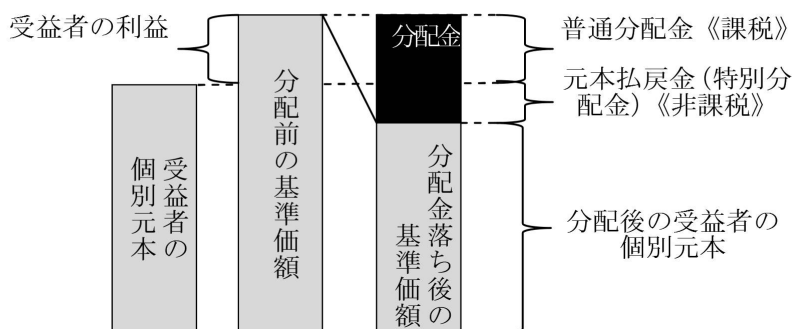 受益者の利益
受益者の
個別元本
分配前の基準価額
分配金
分配金落ち後の
基準価額
普通分配金《課税》
元本払戻金(特別分
配金)《非課税》
分配後の受益者の
個別元本